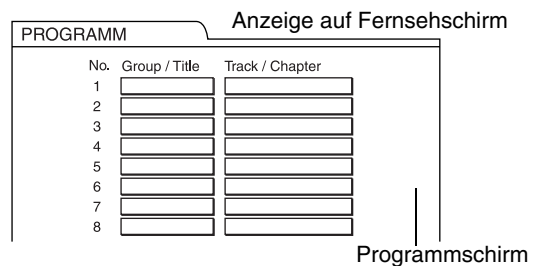 Anzeige auf Fernsehschirm
PROGRAMM
No. Group / Title Track / Chapter
1
2
3
4
5
6
7
8
Programmschirm